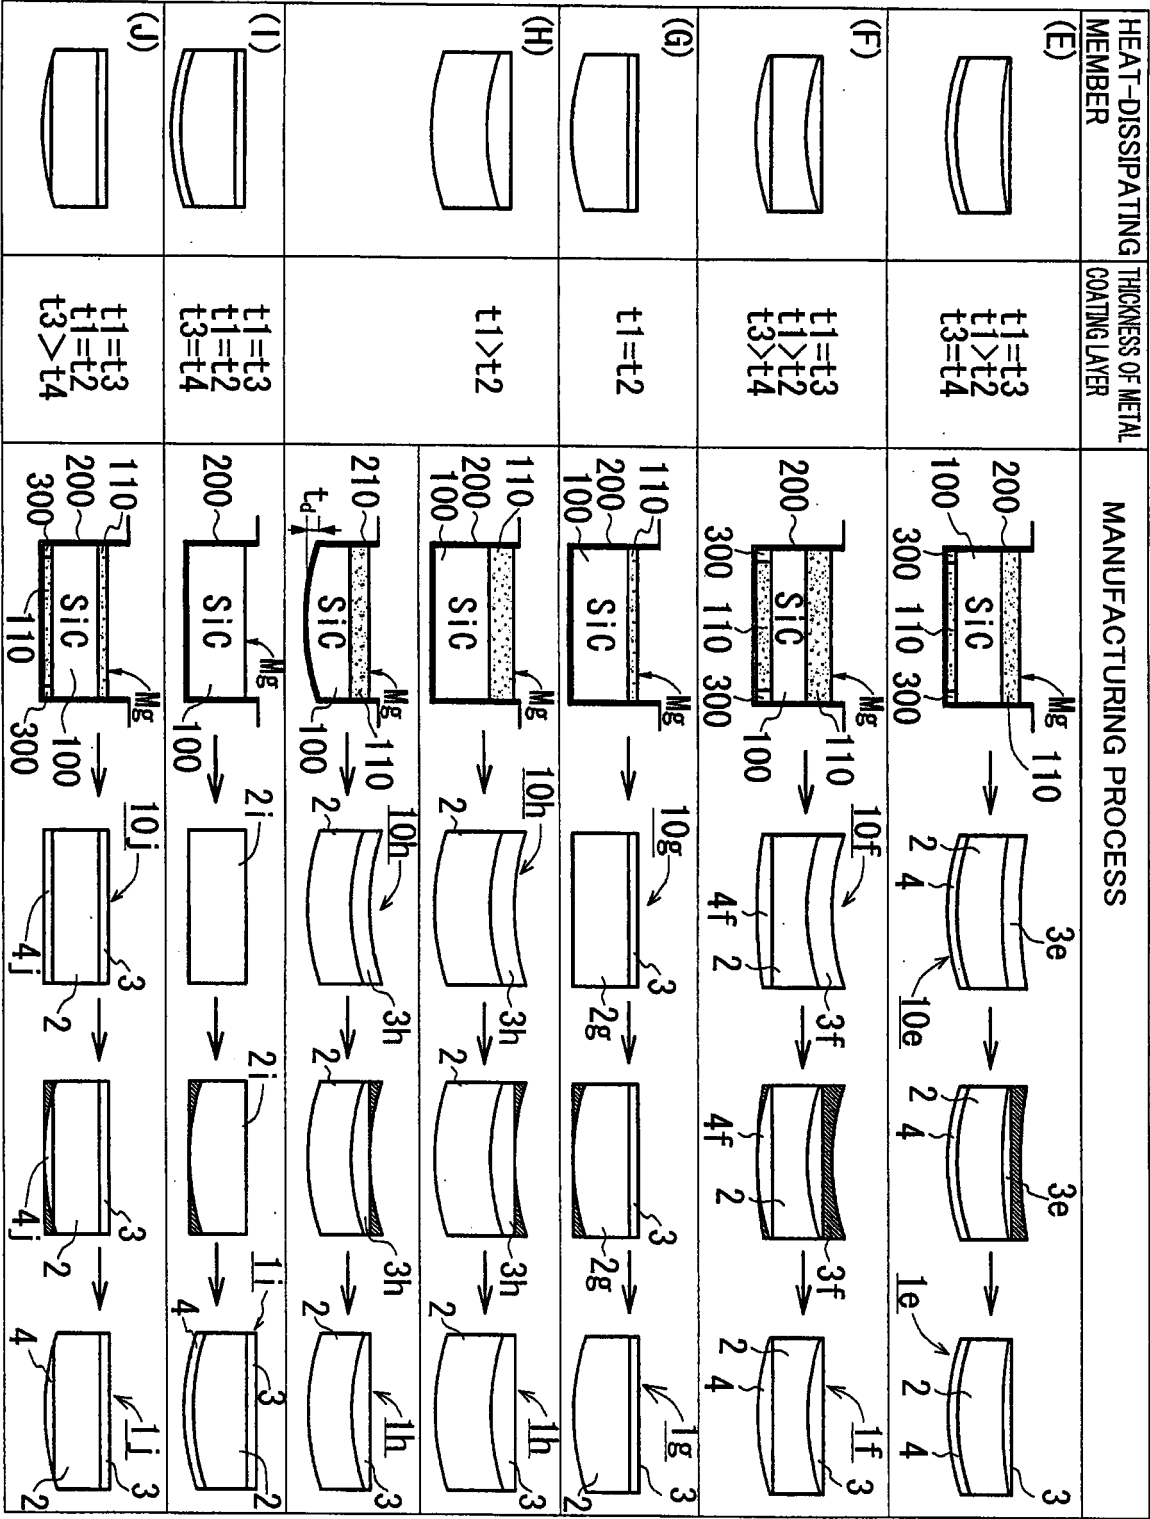 HEAT-DISSIPATING MEMBER
THICKNESS OF METAL COATING LAYER
MANUFACTURING PROCESS
(E)
t1=t3
t1>t2
t3=t4
200
100
Mg
110
300
110
300
2
4
3e
10e
2
4
3e
1e
2
4
3
(F)
t1=t3
t1>t2
t3>t4
200
SiC
Mg
110
100
300
110
300
10f
4f
2
3f
4f
2
3f
1f
2
4
3
(G)
t1=t2
110
200
100
SiC
Mg
10g
3
2g
3
2g
1g
3
2
(H)
t1>t2
110
200
100
SiC
Mg
10h
2
3h
2
3h
1h
2
3
210
td
SiC
Mg
110
100
10h
2
3h
2
3h
1h
2
3
(I)
t1=t3
t1=t2
t3=t4
200
SiC
Mg
100
2i
2i
1i
4
3
2
(J)
t1=t3
t1=t2
t3>t4
110
200
300
SiC
Mg
100
110
300
10j
3
4j
2
3
4j
2
1j
3
4
2